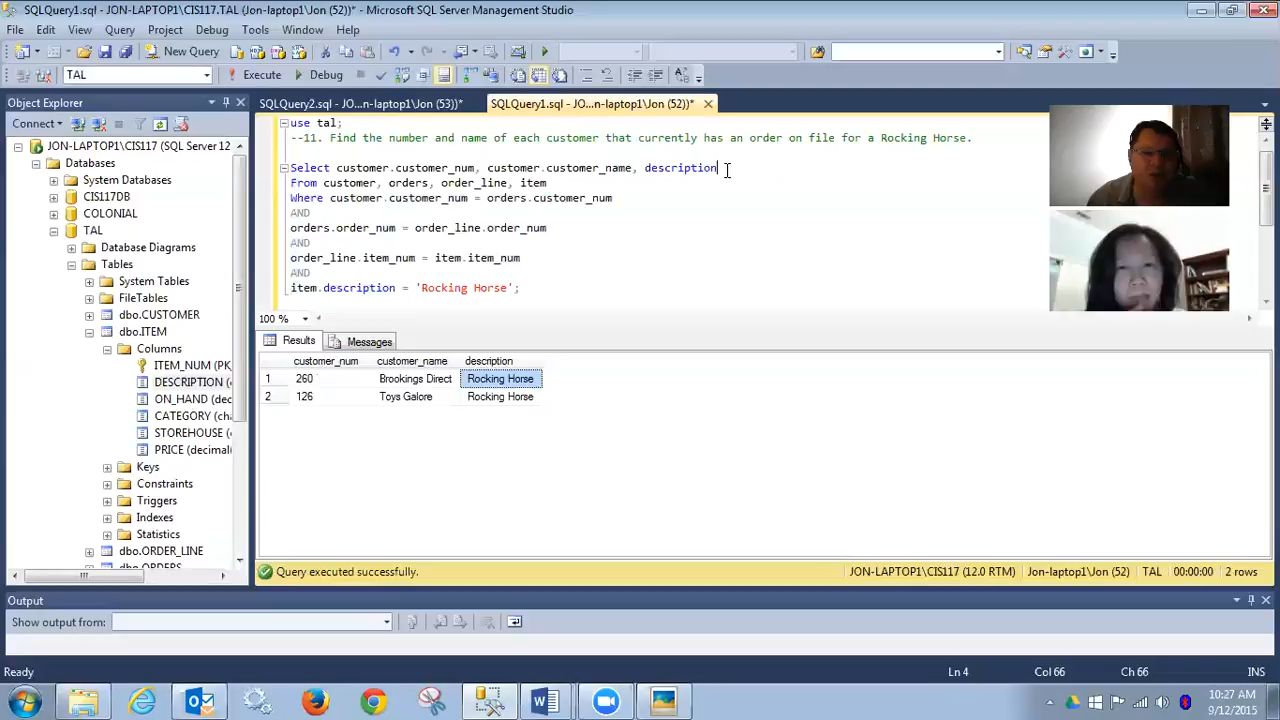 SQLQuery1.sql - JON-LAPTOP1\CIS117.TAL (Jon-laptop1\Jon (52))* - Microsoft SQL Server Management Studio
File Edit View Query Project Debug Tools Window Help
New Query
TAL Execute Debug
Object Explorer
SQLQuery2.sql - JO...n-laptop1\Jon (53))*
SQLQuery1.sql - JO...n-laptop1\Jon (52))*
Connect
JON-LAPTOP1\CIS117 (SQL Server 12
Databases
System Databases
CIS117DB
COLONIAL
TAL
Database Diagrams
Tables
System Tables
FileTables
dbo.CUSTOMER
dbo.ITEM
Columns
ITEM_NUM (PK,
DESCRIPTION (
ON_HAND (dec
CATEGORY (cha
STOREHOUSE (
PRICE (decimal)
Keys
Constraints
Triggers
Indexes
Statistics
dbo.ORDER_LINE
dbo.ORDERS
use tal;
--11. Find the number and name of each customer that currently has an order on file for a Rocking Horse.
Select customer.customer_num, customer.customer_name, description
From customer, orders, order_line, item
Where customer.customer_num = orders.customer_num
AND
orders.order_num = order_line.order_num
AND
order_line.item_num = item.item_num
AND
item.description = 'Rocking Horse';
100 %
Results Messages
customer_num customer_name description
1 260 Brookings Direct Rocking Horse
2 126 Toys Galore Rocking Horse
Query executed successfully. JON-LAPTOP1\CIS117 (12.0 RTM) Jon-laptop1\Jon (52) TAL 00:00:00 2 rows
Output
Show output from:
Ready Ln 4 Col 66 Ch 66 INS
10:27 AM
9/12/2015